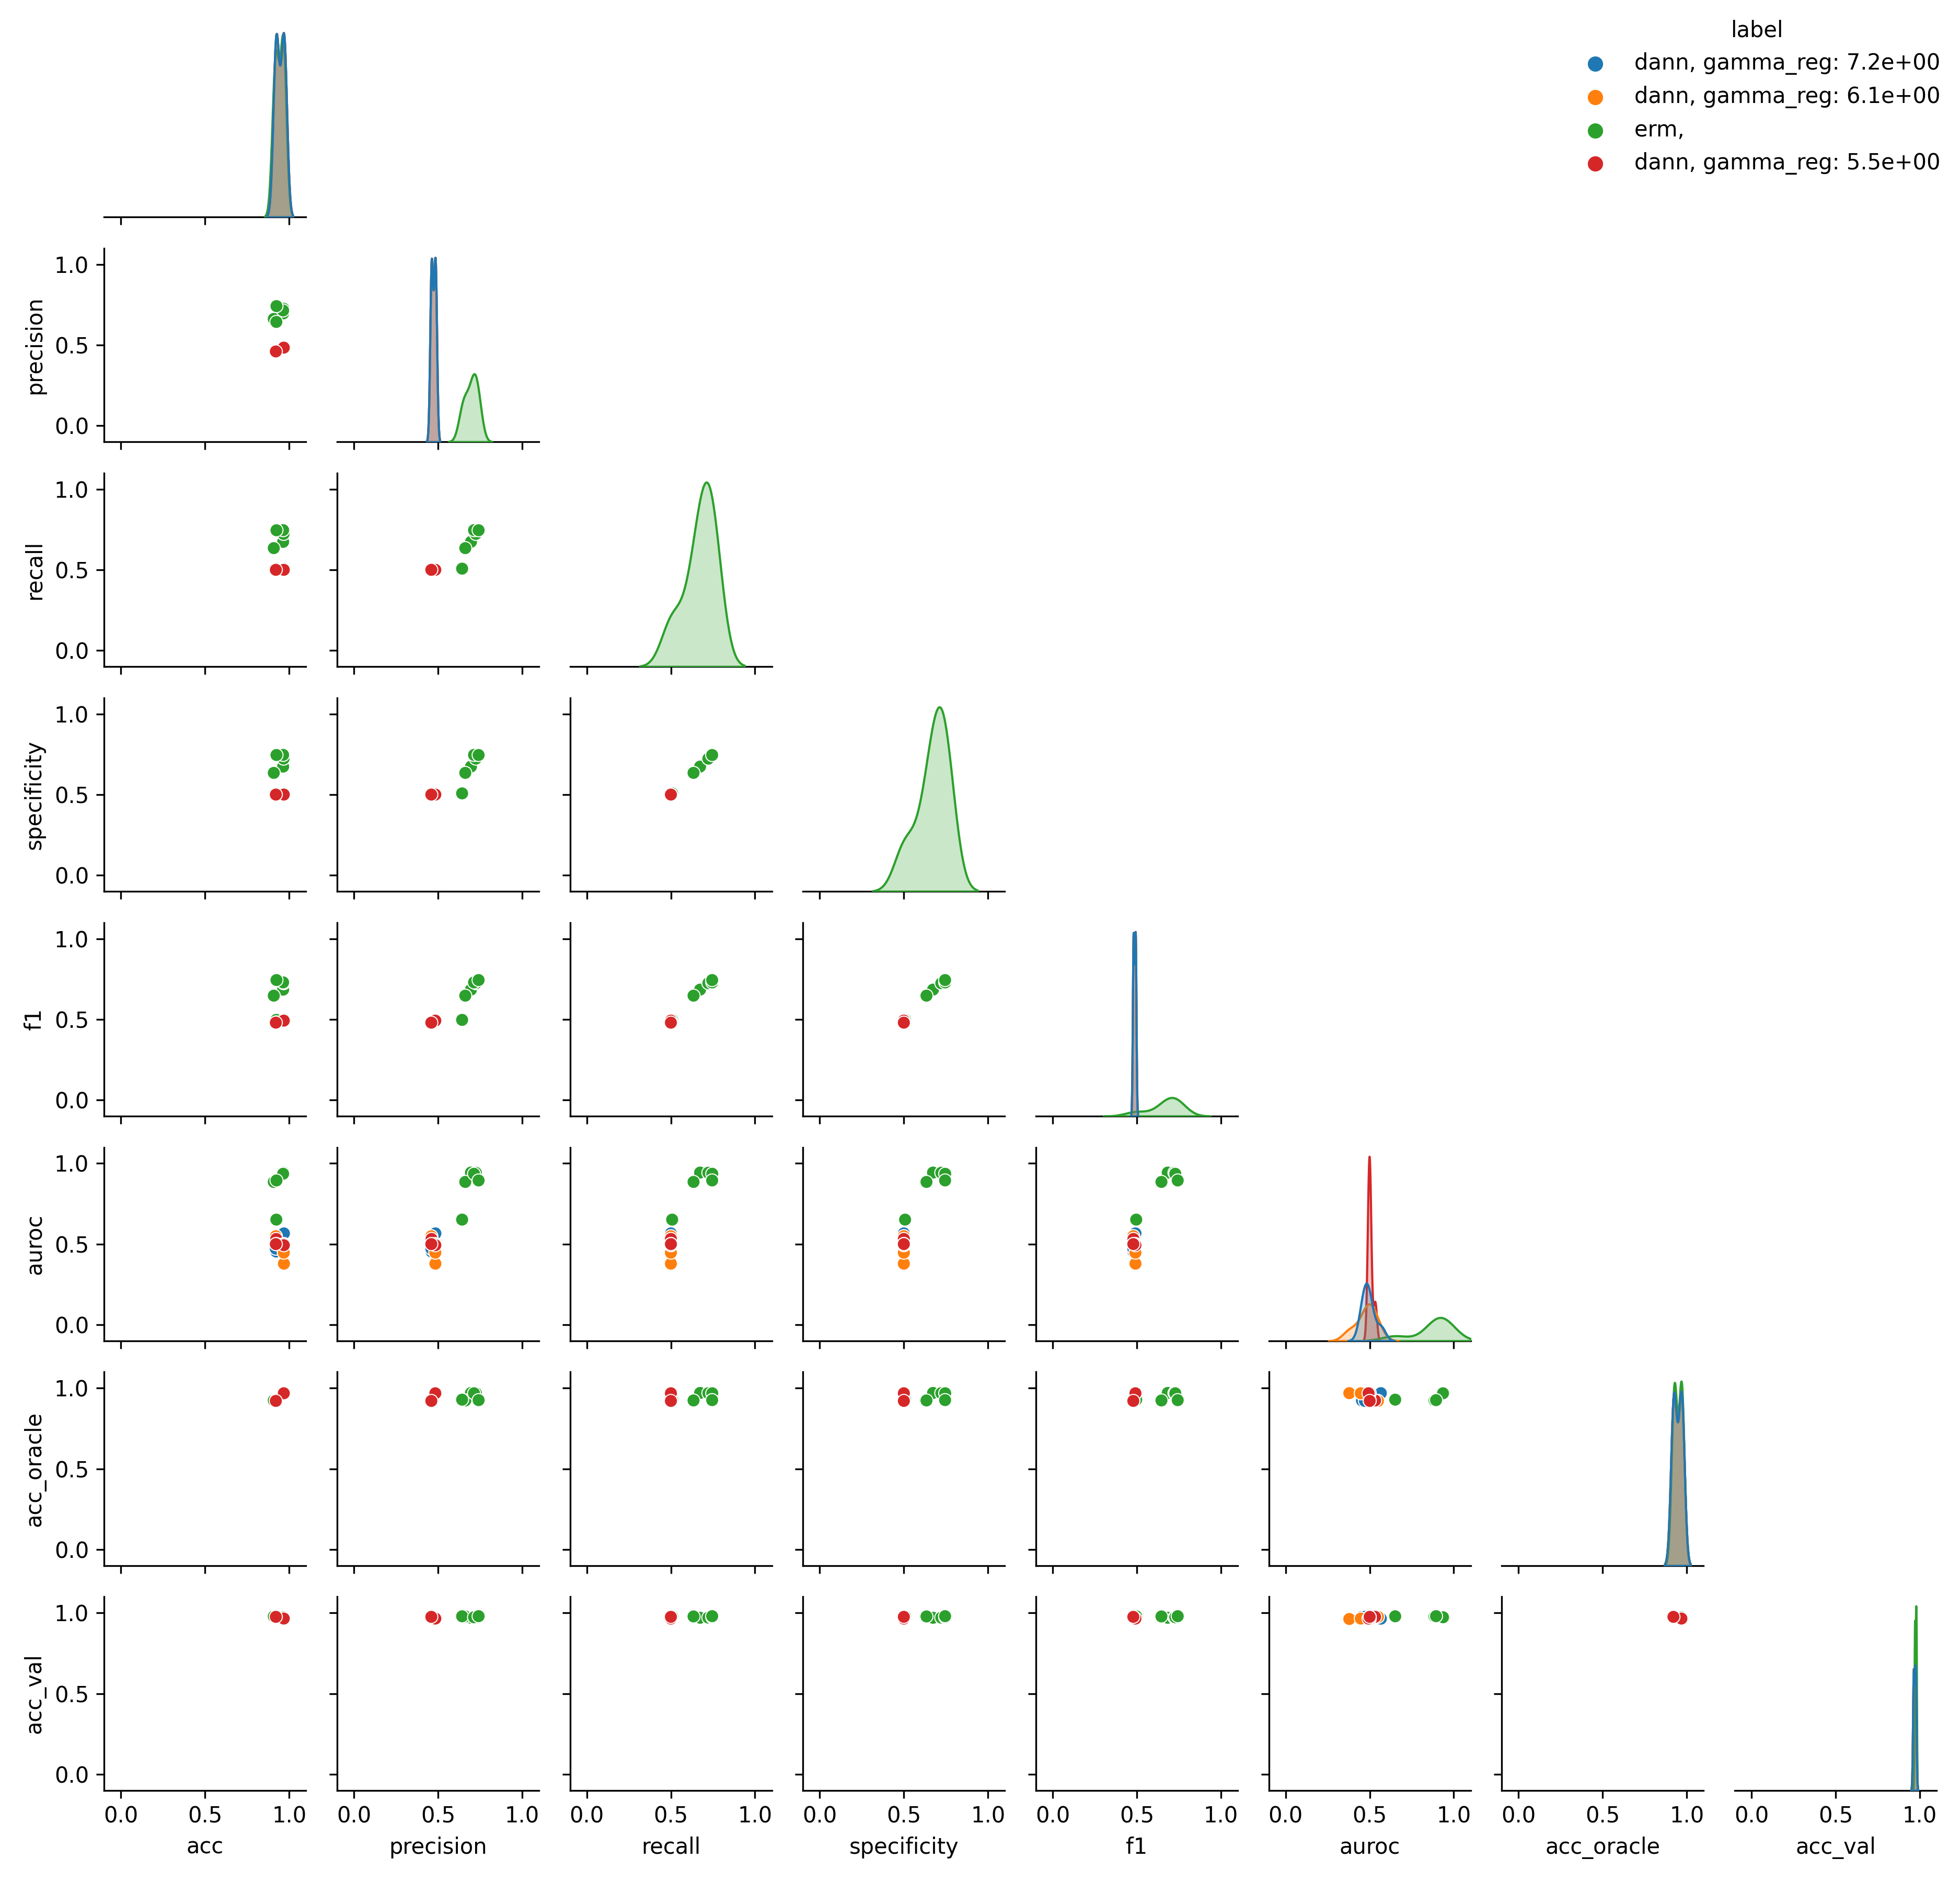 label
dann, gamma_reg: 7.2e+00
dann, gamma_reg: 6.1e+00
erm,
dann, gamma_reg: 5.5e+00
1.0
precision
0.5
0.0
1.0
recall
0.5
0.0
1.0
specificity
0.5
0.0
1.0
f1
0.5
0.0
1.0
auroc
0.5
0.0
1.0
acc_oracle
0.5
0.0
1.0
acc_val
0.5
0.0
0.0 0.5 1.0 0.0 0.5 1.0 0.0 0.5 1.0 0.0 0.5 1.0 0.0 0.5 1.0 0.0 0.5 1.0 0.0 0.5 1.0 0.0 0.5 1.0
acc precision recall specificity f1 auroc acc_oracle acc_val